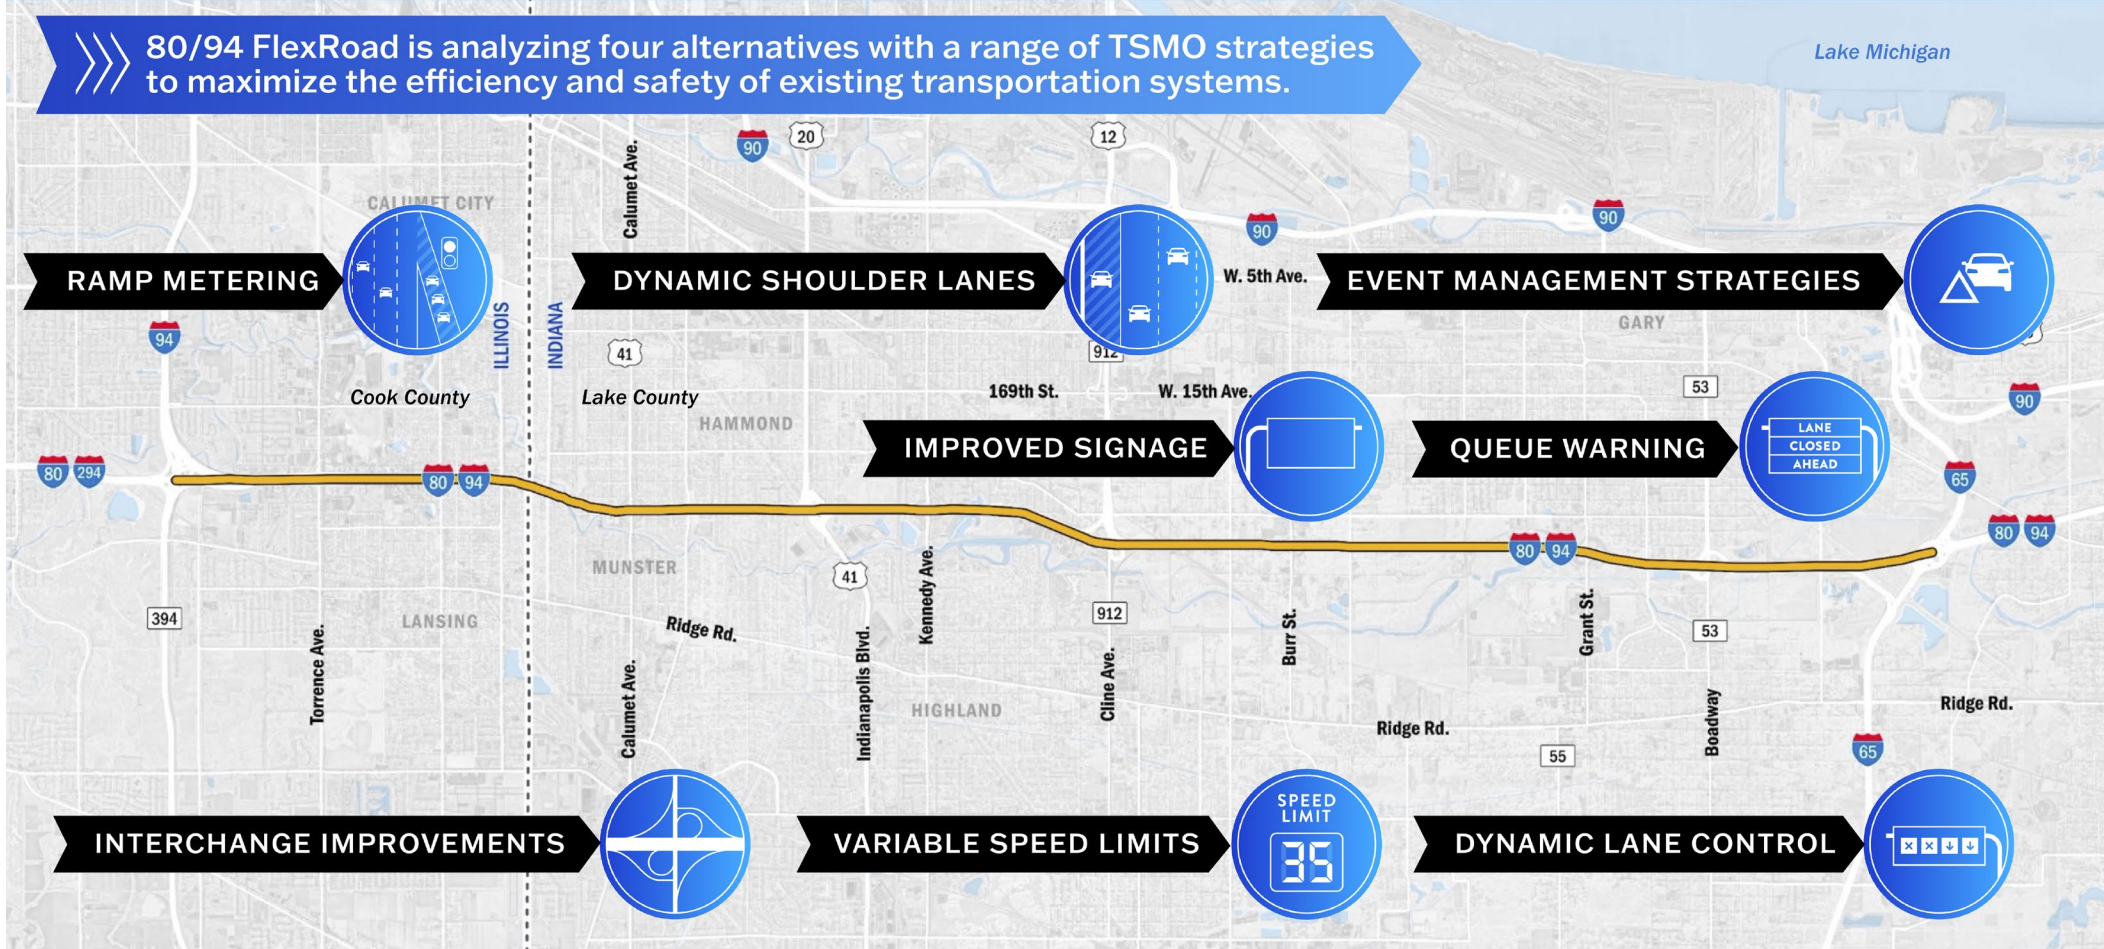 80/94 FlexRoad is analyzing four alternatives with a range of TSMO strategies
to maximize the efficiency and safety of existing transportation systems.
Lake Michigan
90
20
12
Calumet Ave.
CALUMET CITY
90
90
RAMP METERING
DYNAMIC SHOULDER LANES
W. 5th Ave.
EVENT MANAGEMENT STRATEGIES
94
ILLINOIS
INDIANA
41
912
GARY
Cook County
Lake County
169th St.
W. 15th Ave.
53
90
HAMMOND
IMPROVED SIGNAGE
QUEUE WARNING
LANE
CLOSED
AHEAD
80 294
80 94
65
80 94
80 94
MUNSTER
41
Kennedy Ave.
394
LANSING
Ridge Rd.
912
Burr St.
Grant St.
53
Torrence Ave.
Calumet Ave.
Indianapolis Blvd.
HIGHLAND
Cline Ave.
Ridge Rd.
Boadway
Ridge Rd.
55
65
INTERCHANGE IMPROVEMENTS
VARIABLE SPEED LIMITS
SPEED
LIMIT
35
DYNAMIC LANE CONTROL